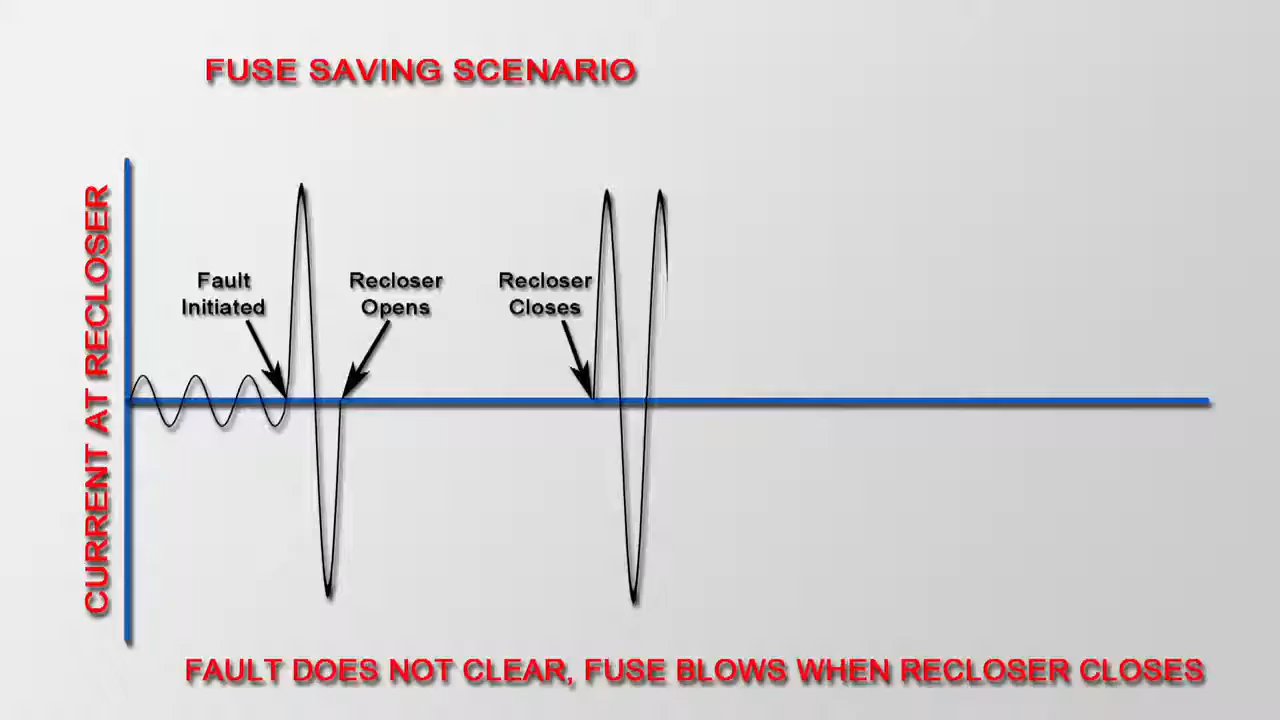 FUSE SAVING SCENARIO
CURRENT AT RECLOSER
Fault
Initiated
Recloser
Opens
Recloser
Closes
FAULT DOES NOT CLEAR, FUSE BLOWS WHEN RECLOSER CLOSES